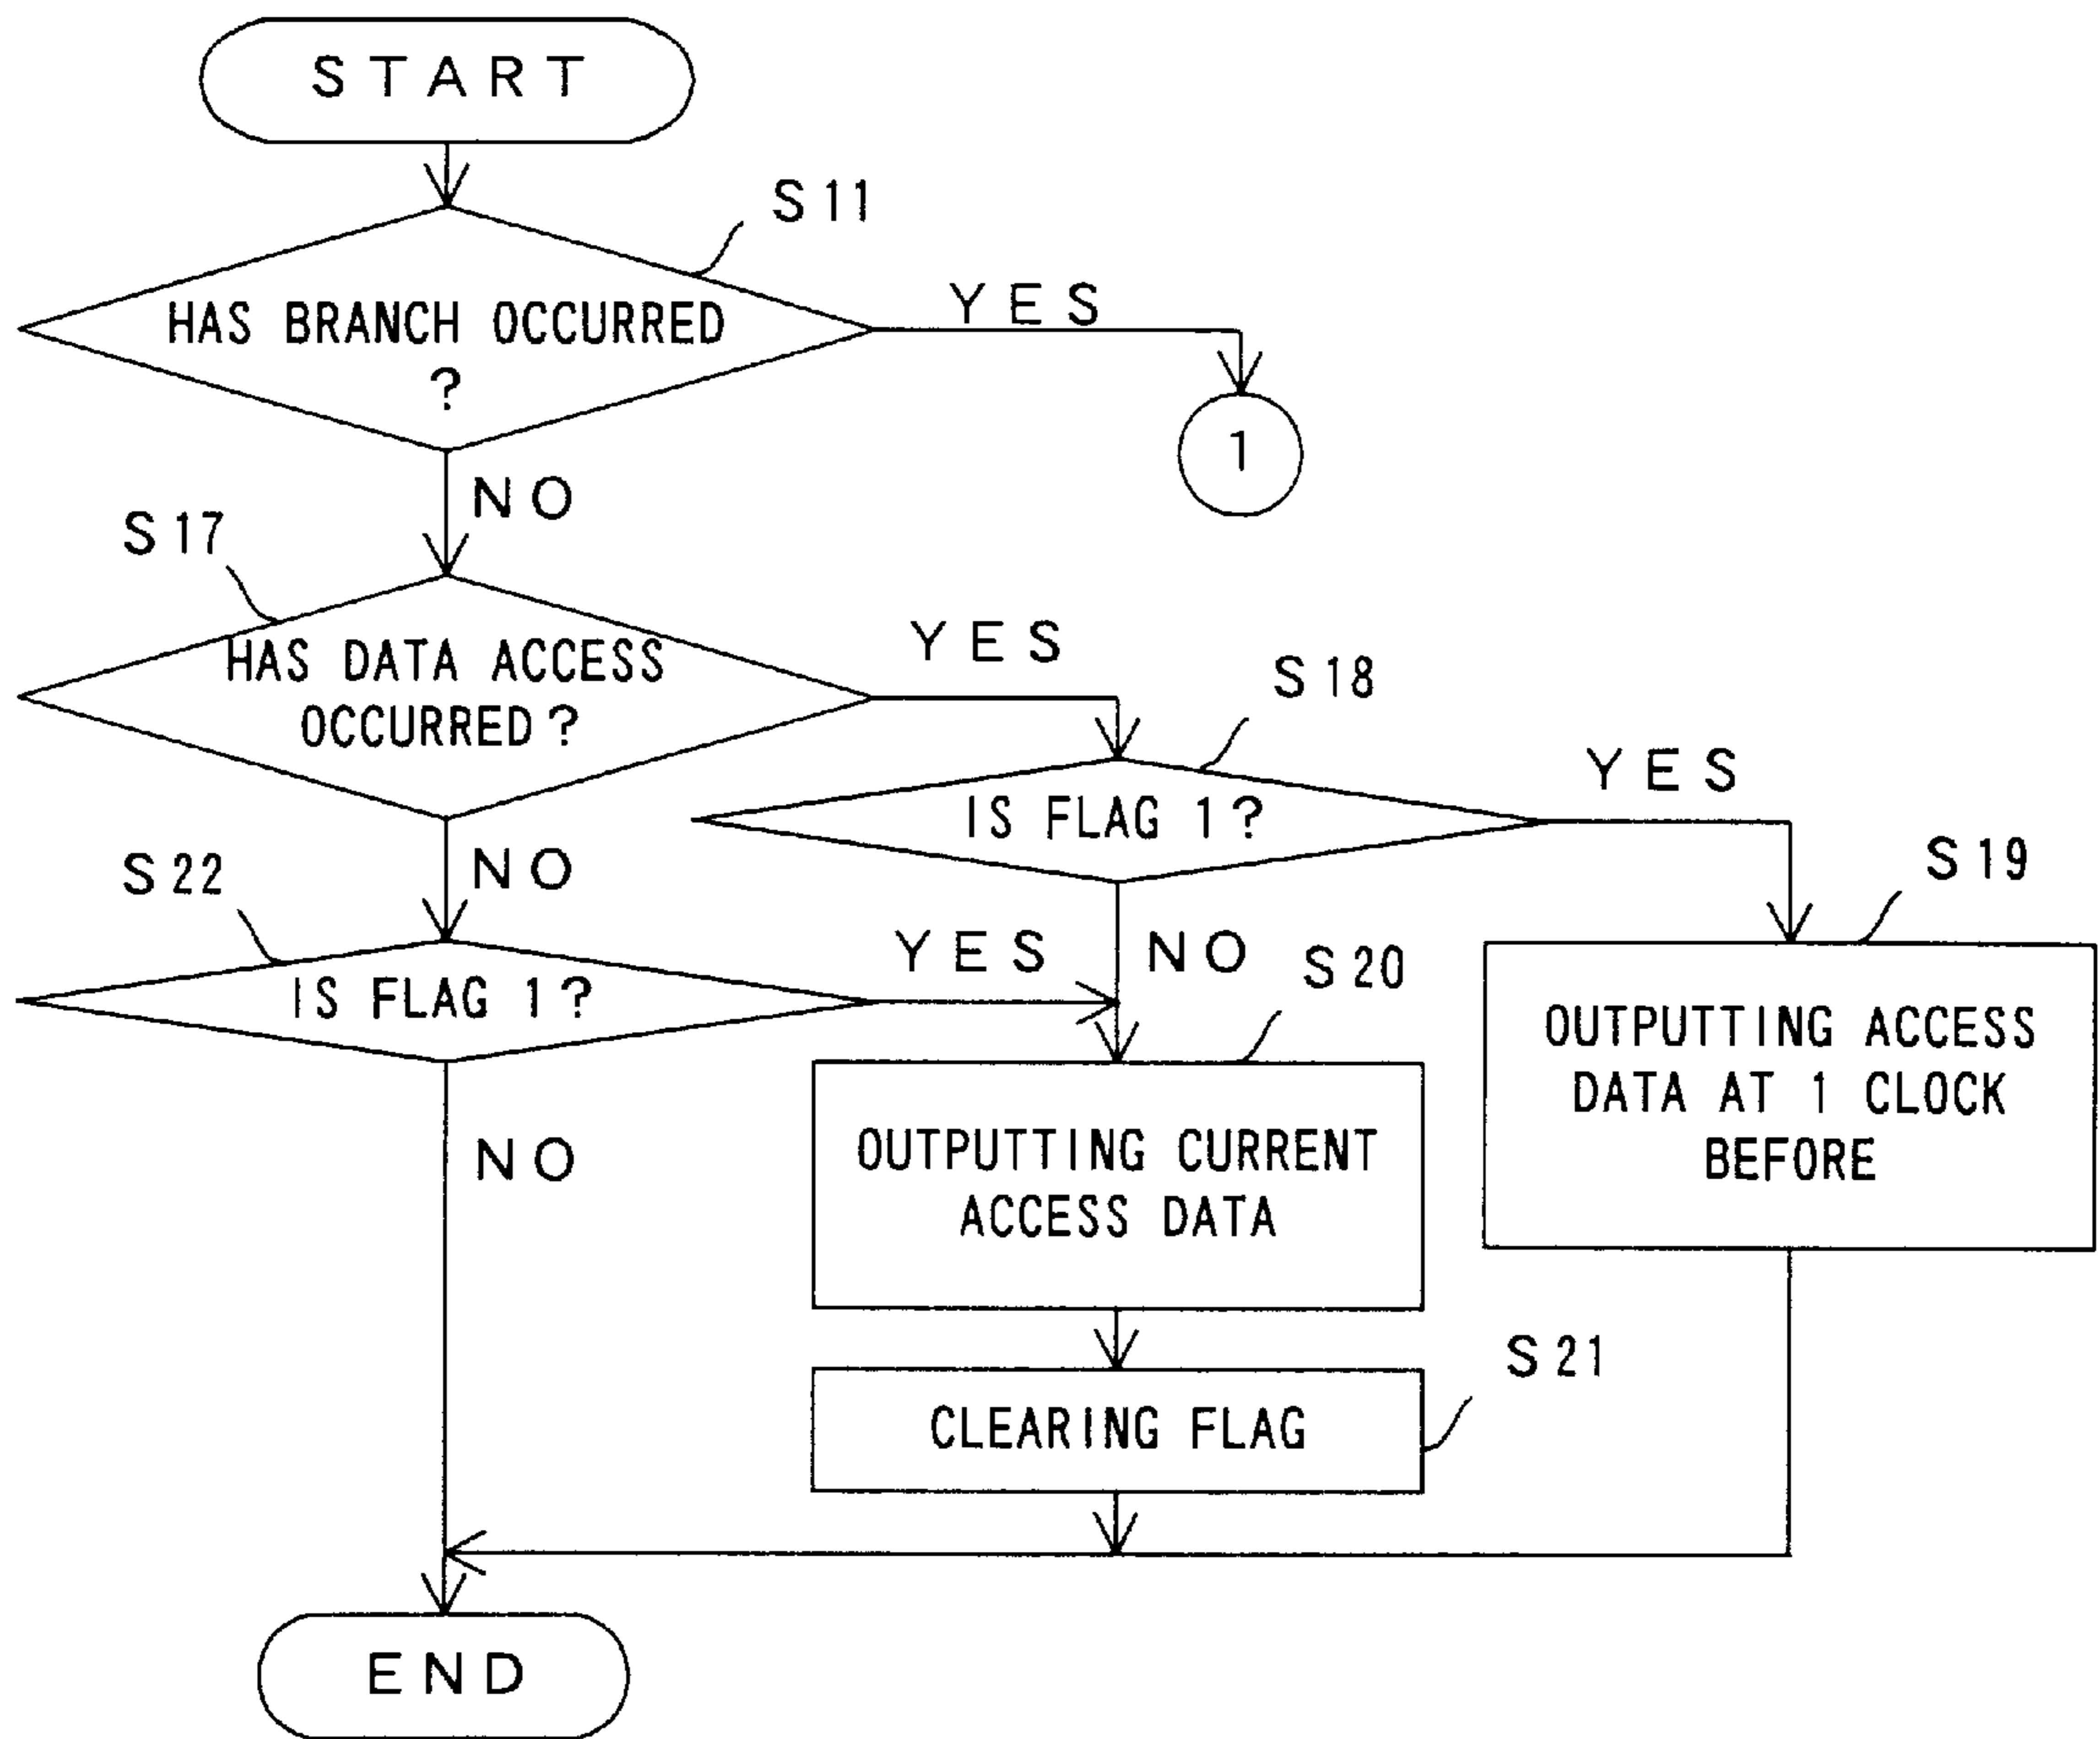 START
S11
HAS BRANCH OCCURRED
?
YES
1
NO
S17
HAS DATA ACCESS
OCCURRED?
YES
S18
IS FLAG 1?
YES
S19
OUTPUTTING ACCESS
DATA AT 1 CLOCK
BEFORE
NO
S22
IS FLAG 1?
YES
NO
S20
OUTPUTTING CURRENT
ACCESS DATA
NO
S21
CLEARING FLAG
END